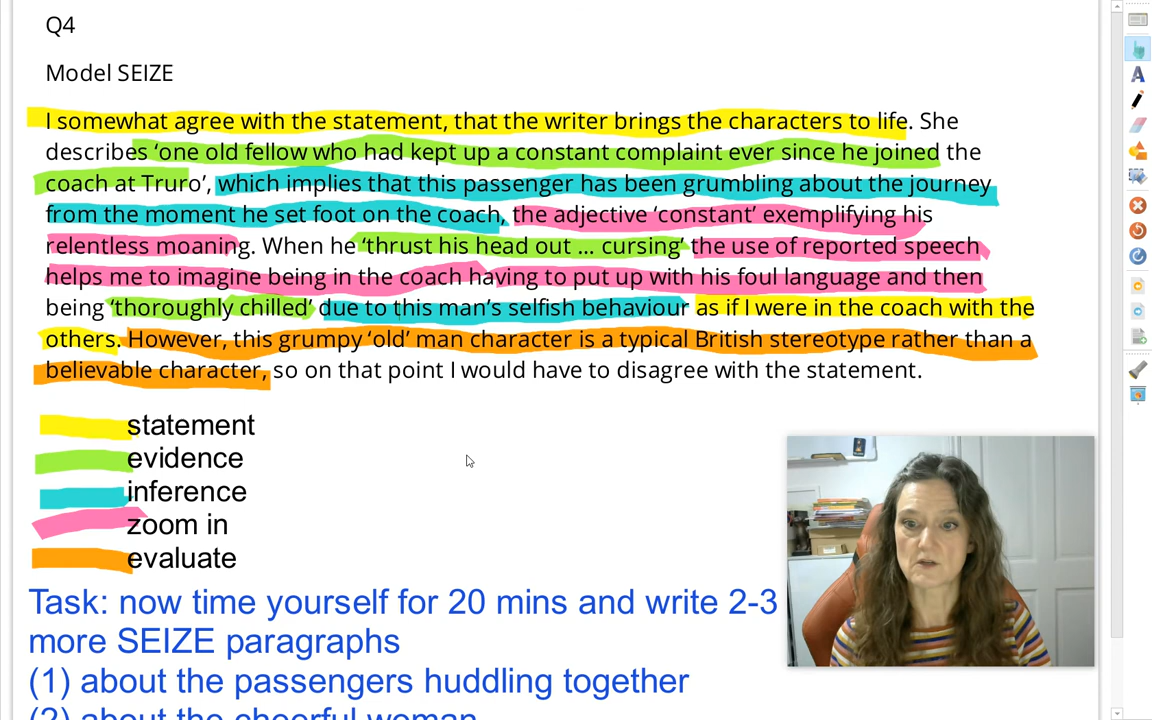 Q4
Model SEIZE
I somewhat agree with the statement, that the writer brings the characters to life. She
describes ‘one old fellow who had kept up a constant complaint ever since he joined the
coach at Truro’, which implies that this passenger has been grumbling about the journey
from the moment he set foot on the coach, the adjective ‘constant’ exemplifying his
relentless moaning. When he ‘thrust his head out ... cursing’ the use of reported speech
helps me to imagine being in the coach having to put up with his foul language and then
being ‘thoroughly chilled’ due to this man’s selfish behaviour as if I were in the coach with the
others. However, this grumpy ‘old’ man character is a typical British stereotype rather than a
believable character, so on that point I would have to disagree with the statement.
statement
evidence
inference
zoom in
evaluate
Task: now time yourself for 20 mins and write 2-3
more SEIZE paragraphs
(1) about the passengers huddling together
(2) about the cheerful woman